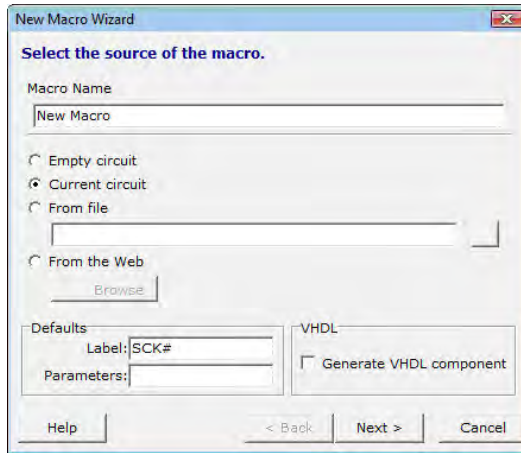 New Macro Wizard
Select the source of the macro.
Macro Name
New Macro
Empty circuit
Current circuit
From file
From the Web
Browse
Defaults
Label: SCK#
Parameters:
VHDL
Generate VHDL component
Help
< Back
Next >
Cancel